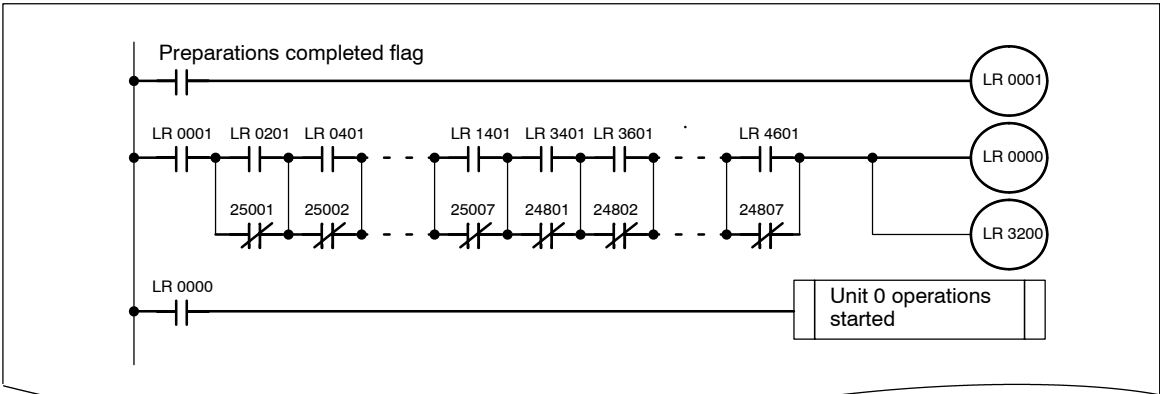 Preparations completed flag
LR 0001
LR 0001 LR 0201 LR 0401 LR 1401 LR 3401 LR 3601 LR 4601
LR 0000
25001 25002 25007 24801 24802 24807
LR 3200
LR 0000
Unit 0 operations
started